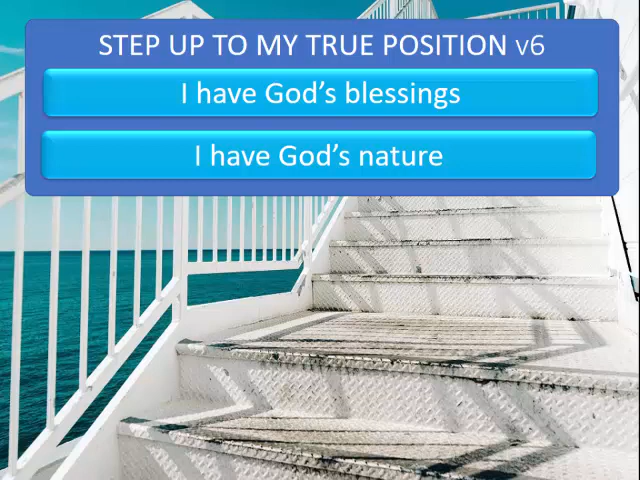 STEP UP TO MY TRUE POSITION v6
I have God’s blessings
I have God’s nature